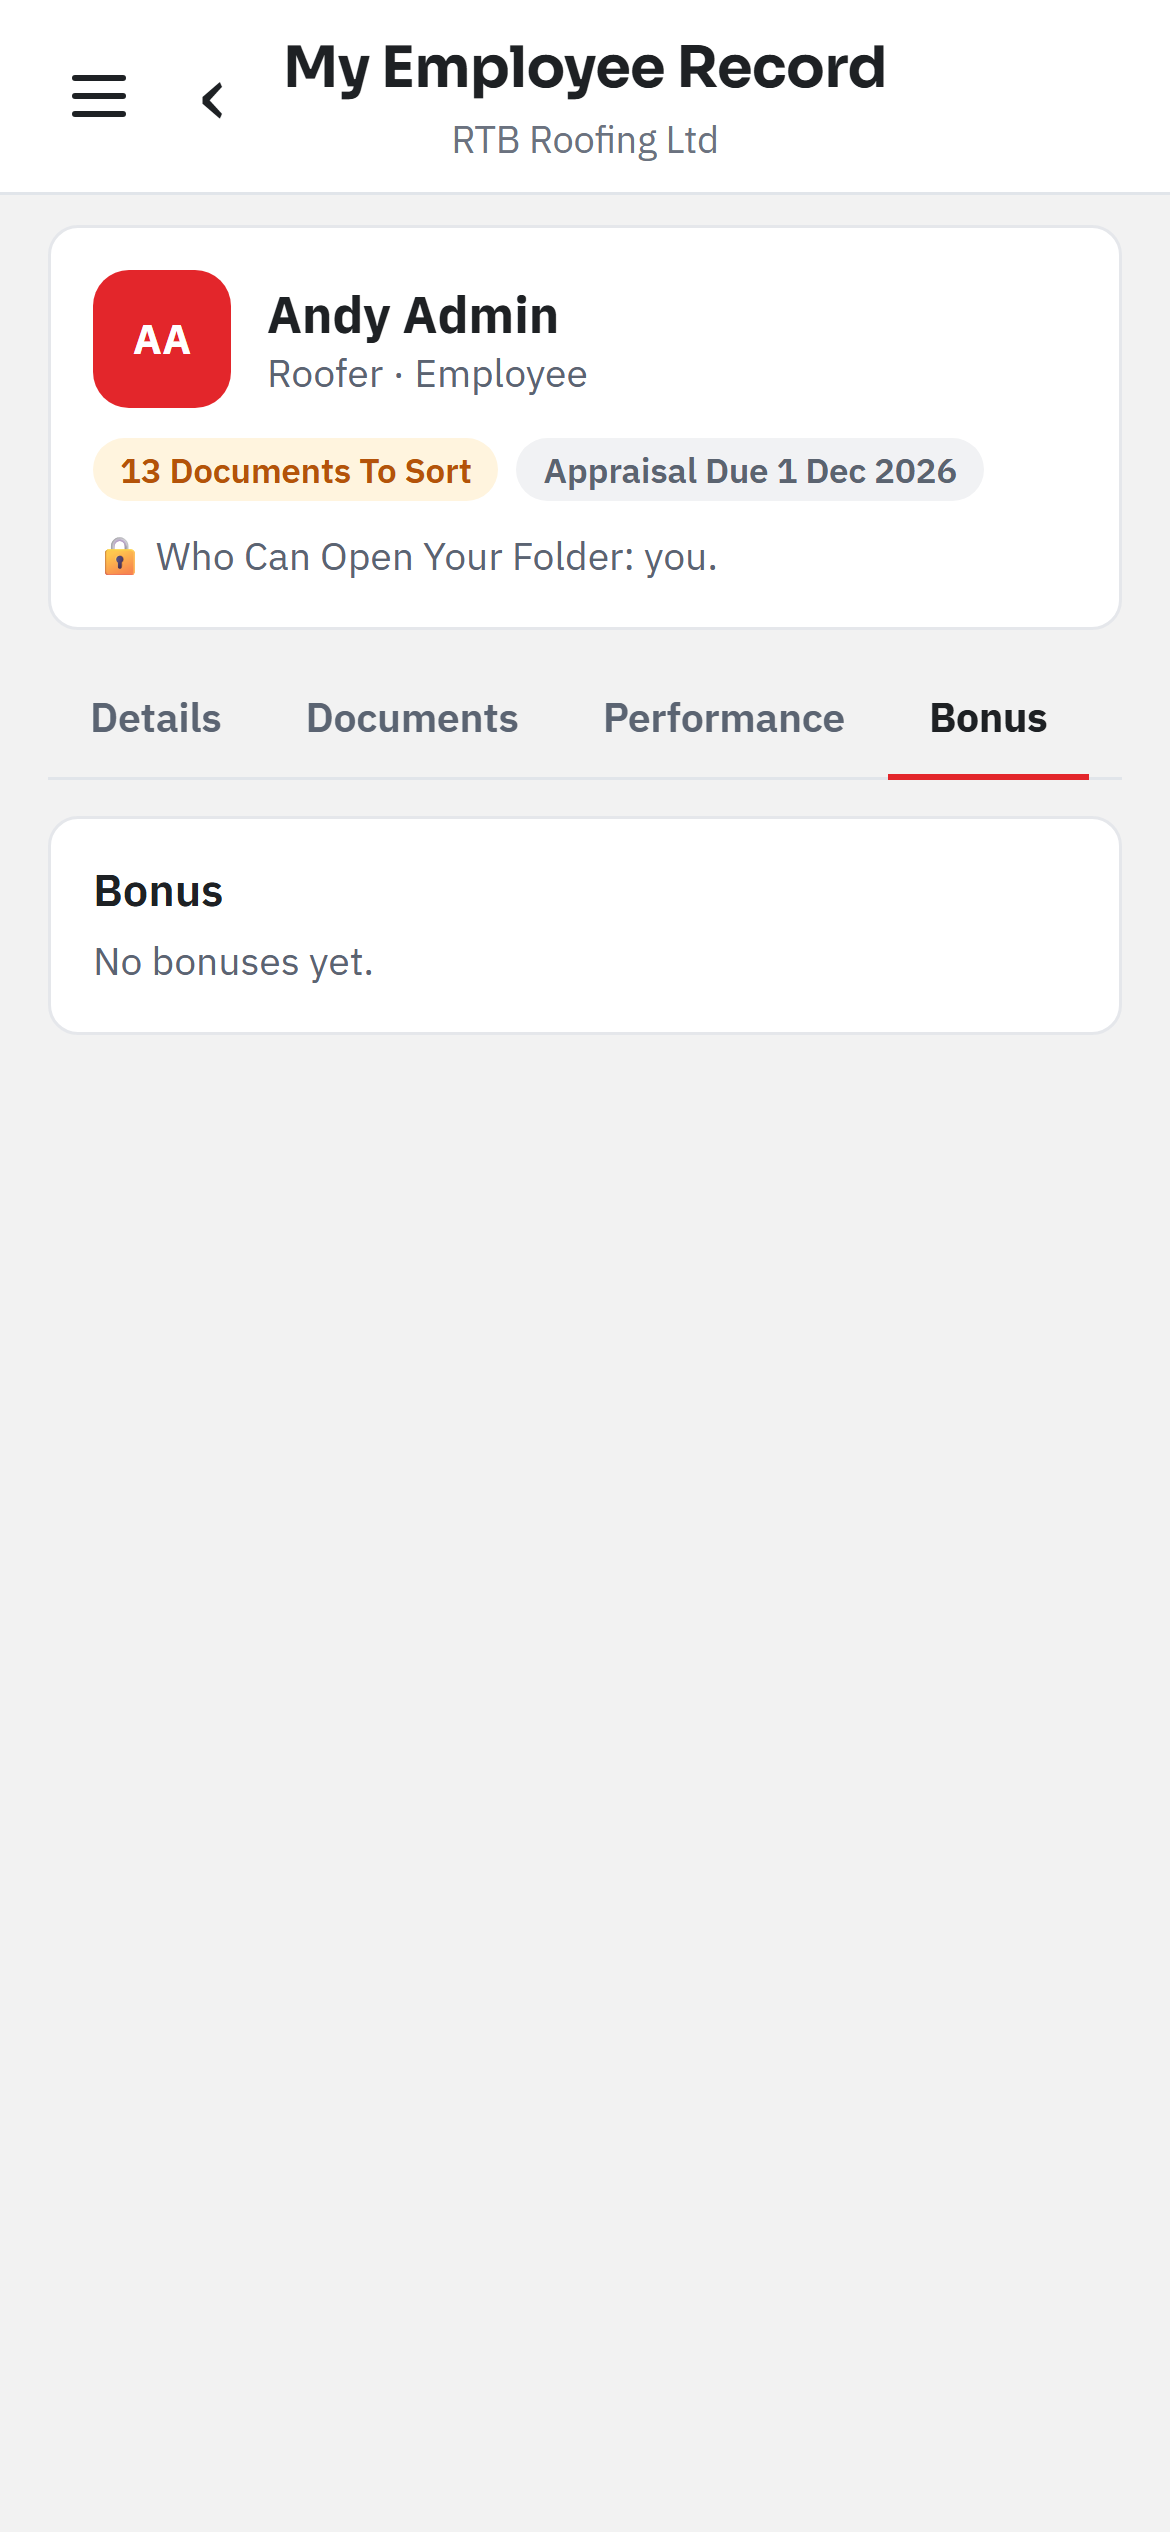 My Employee Record
RTB Roofing Ltd
AA
Andy Admin
Roofer · Employee
13 Documents To Sort
Appraisal Due 1 Dec 2026
🔒 Who Can Open Your Folder: you.
Details Documents Performance Bonus
Bonus
No bonuses yet.